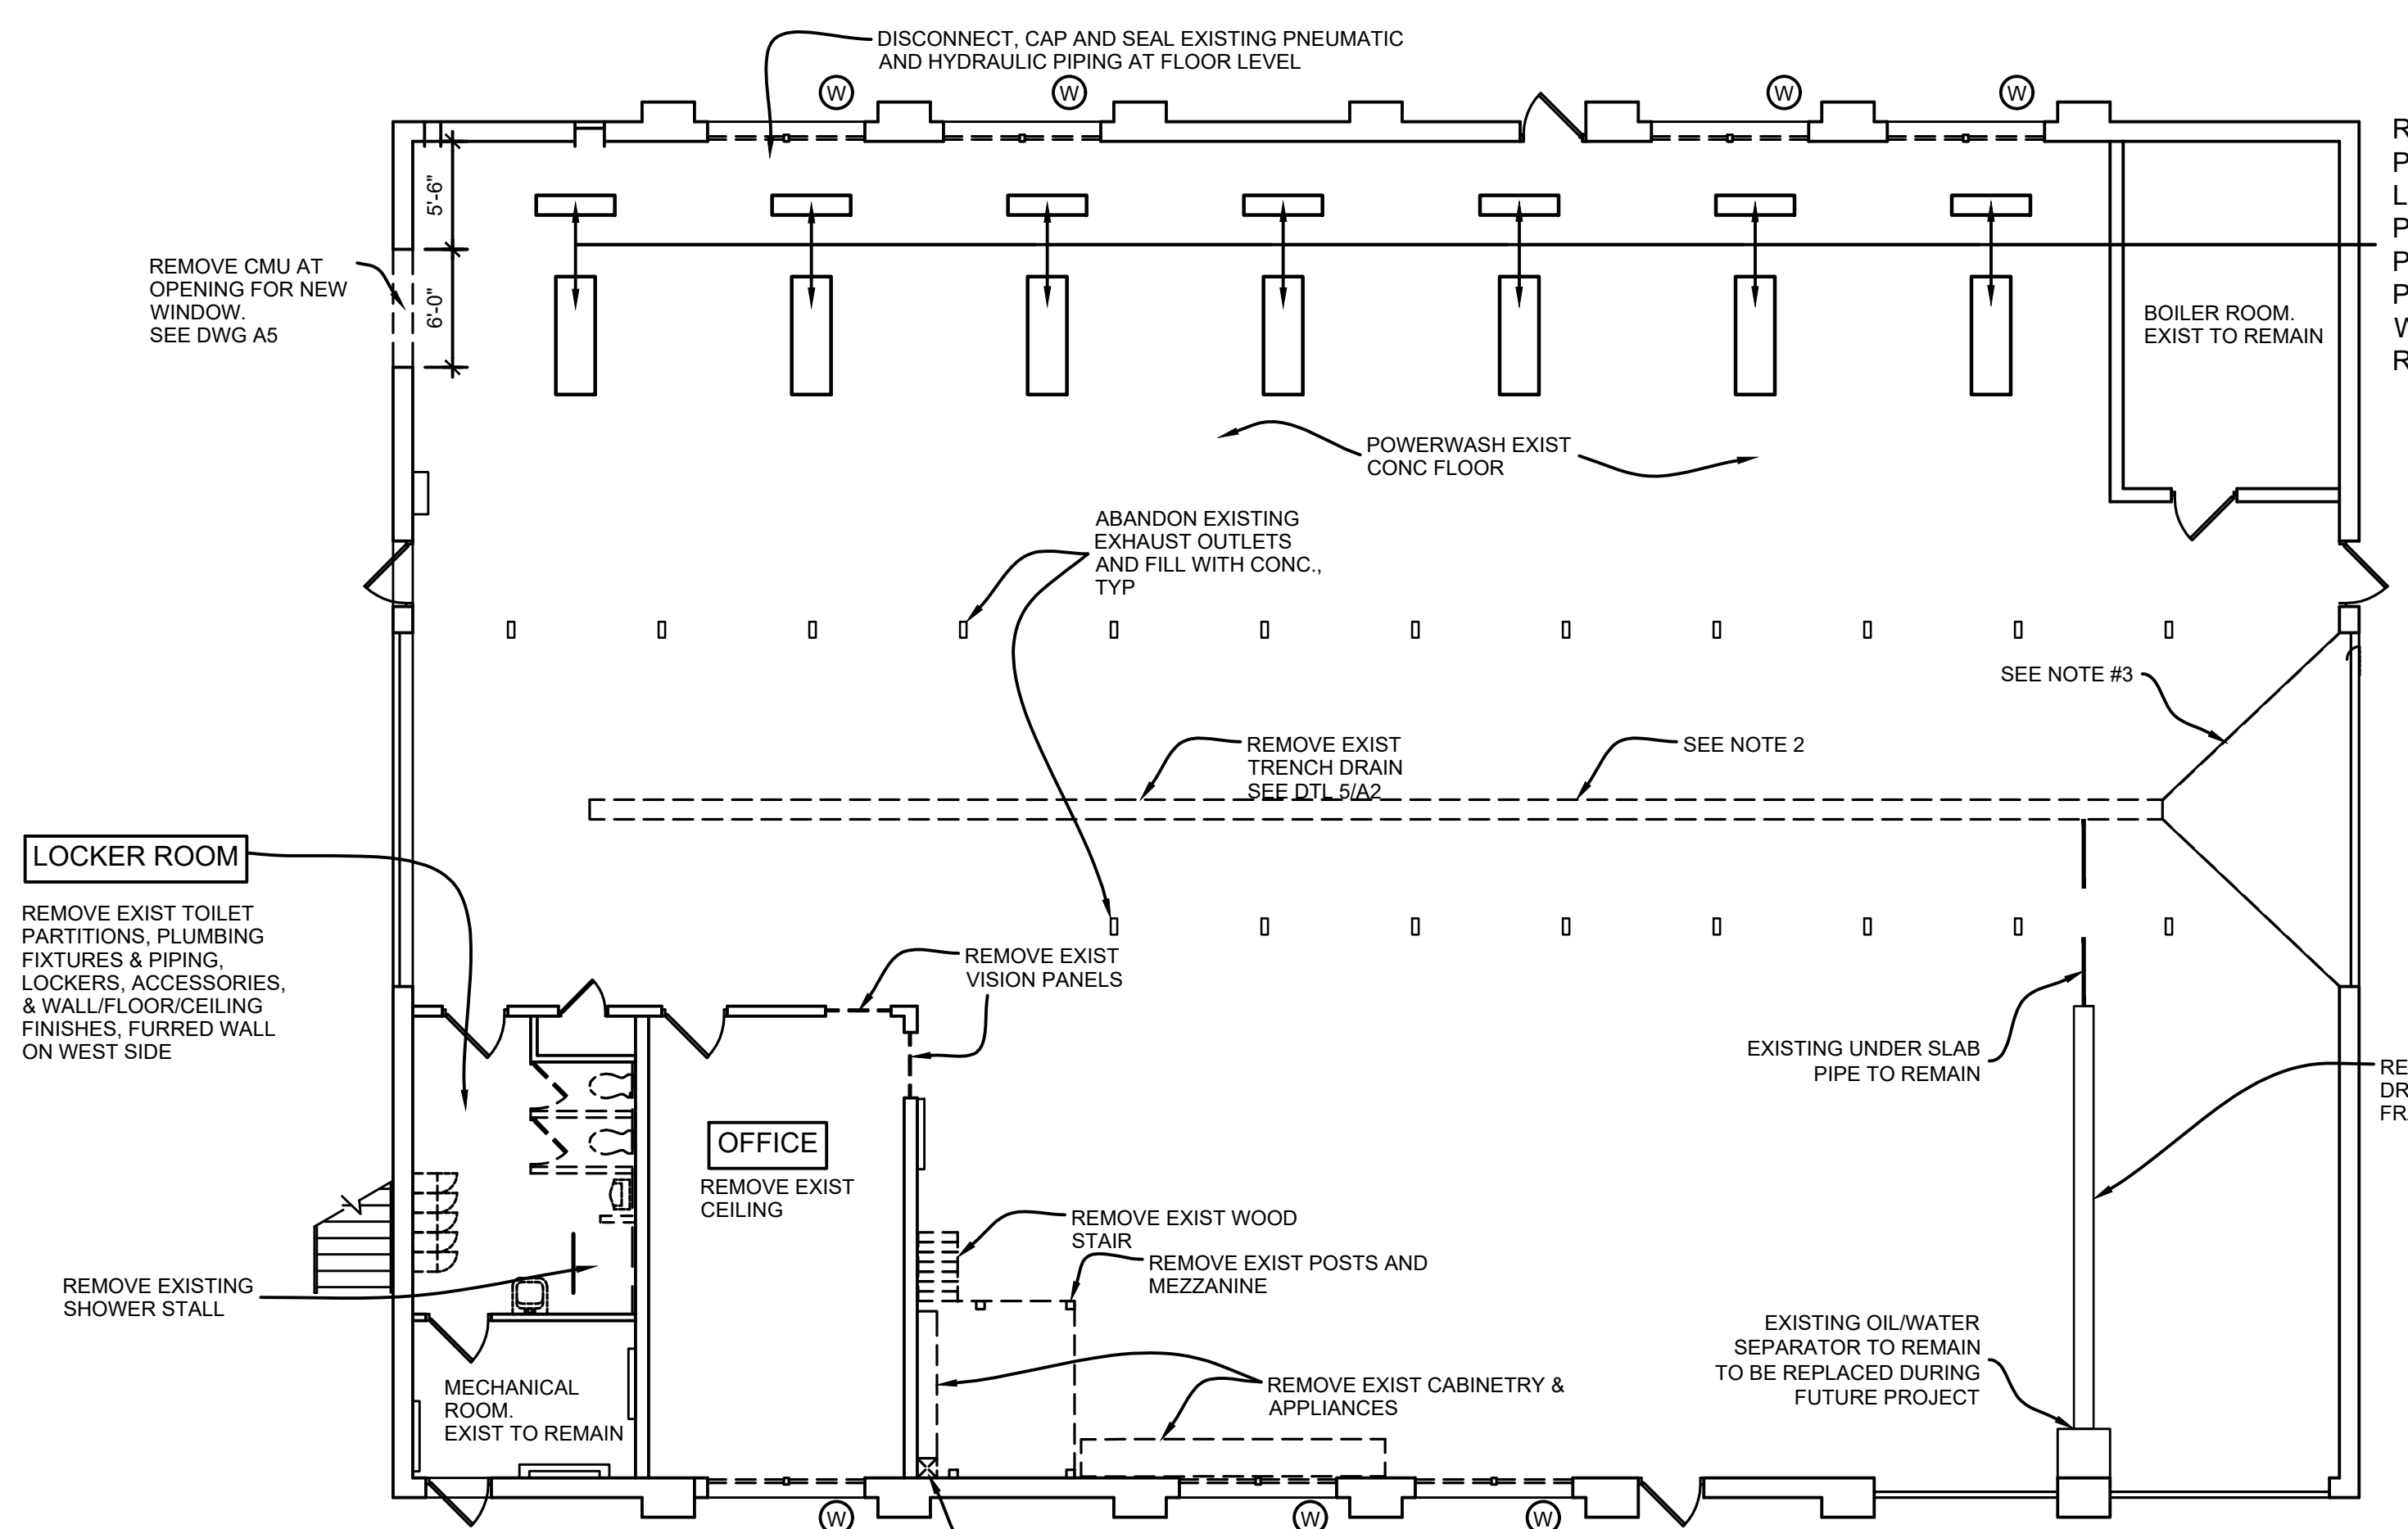 DISCONNECT, CAP AND SEAL EXISTING PNEUMATIC
AND HYDRAULIC PIPING AT FLOOR LEVEL
W
W
W
W
5'-6"
6'-0"
REMOVE CMU AT
OPENING FOR NEW
WINDOW.
SEE DWG A5
BOILER ROOM.
EXIST TO REMAIN
POWERWASH EXIST
CONC FLOOR
ABANDON EXISTING
EXHAUST OUTLETS
AND FILL WITH CONC.,
TYP
SEE NOTE #3
REMOVE EXIST
TRENCH DRAIN
SEE DTL 5/A2
SEE NOTE 2
LOCKER ROOM
REMOVE EXIST TOILET
PARTITIONS, PLUMBING
FIXTURES & PIPING,
LOCKERS, ACCESSORIES,
& WALL/FLOOR/CEILING
FINISHES, FURRED WALL
ON WEST SIDE
REMOVE EXIST
VISION PANELS
EXISTING UNDER SLAB
PIPE TO REMAIN
OFFICE
REMOVE EXIST
CEILING
REMOVE EXIST WOOD
STAIR
REMOVE EXIST POSTS AND
MEZZANINE
REMOVE EXISTING
SHOWER STALL
EXISTING OIL/WATER
SEPARATOR TO REMAIN
TO BE REPLACED DURING
FUTURE PROJECT
MECHANICAL
ROOM.
EXIST TO REMAIN
REMOVE EXIST CABINETRY &
APPLIANCES
W
W
W